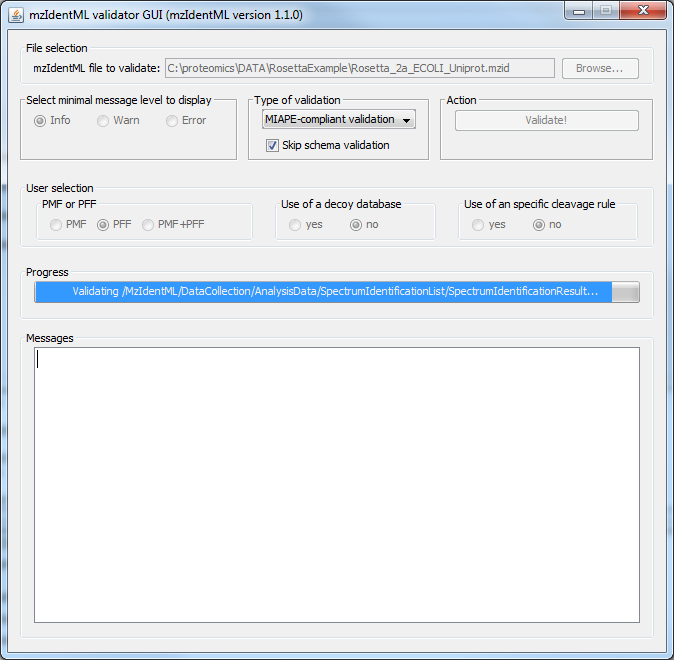 mzIdentML validator GUI (mzIdentML version 1.1.0)
File selection
mzIdentML file to validate: C:\proteomics\DATA\RosettaExample\Rosetta_2a_ECOLI_Uniprot.mzid Browse...
Select minimal message level to display
Info Warn Error
Type of validation
MIAPE-compliant validation
Skip schema validation
Action
Validate!
User selection
PMF or PFF
PMF PFF PMF+PFF
Use of a decoy database
yes no
Use of an specific cleavage rule
yes no
Progress
Validating /MzIdentML/DataCollection/AnalysisData/SpectrumIdentificationList/SpectrumIdentificationResult...
Messages